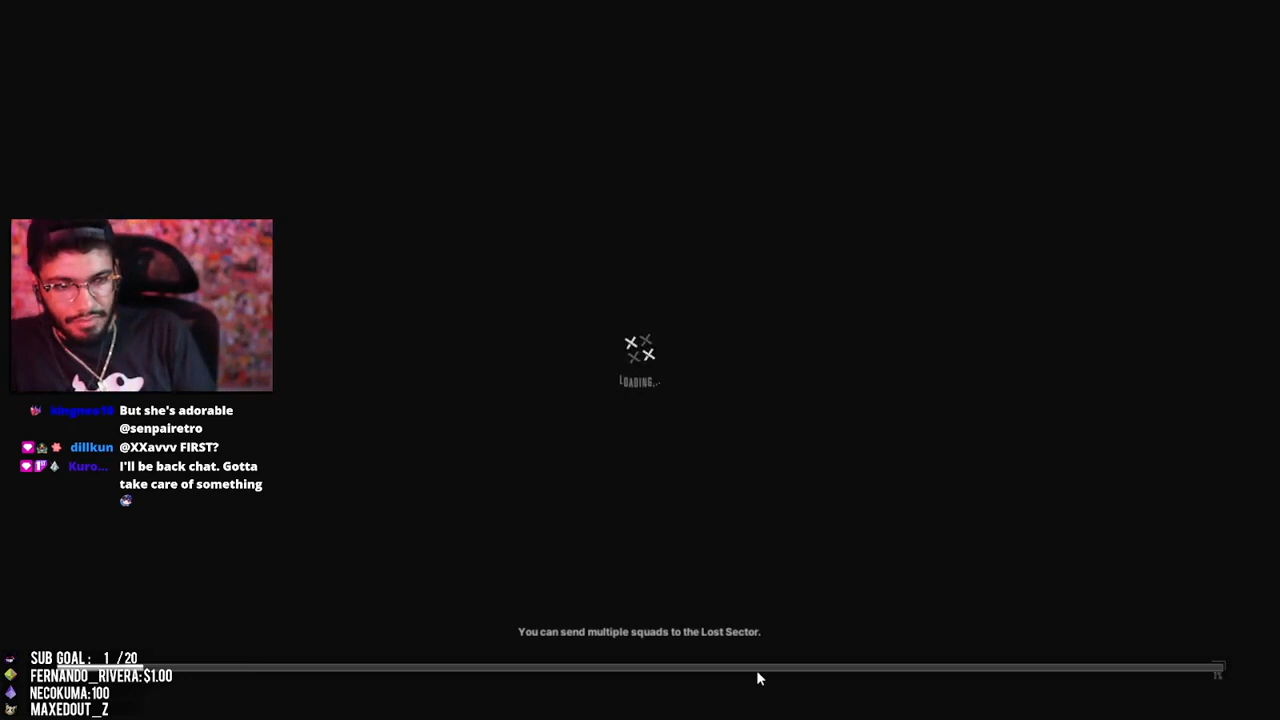 But she's adorable
@senpairetro
dillkun @XXavvv FIRST?
Kuro... I'll be back chat. Gotta
take care of something
LOADING...
You can send multiple squads to the Lost Sector.
SUB GOAL: 1 /20
FERNANDO_RIVERA:$1.00
NECOKUMA:100
MAXEDOUT_Z